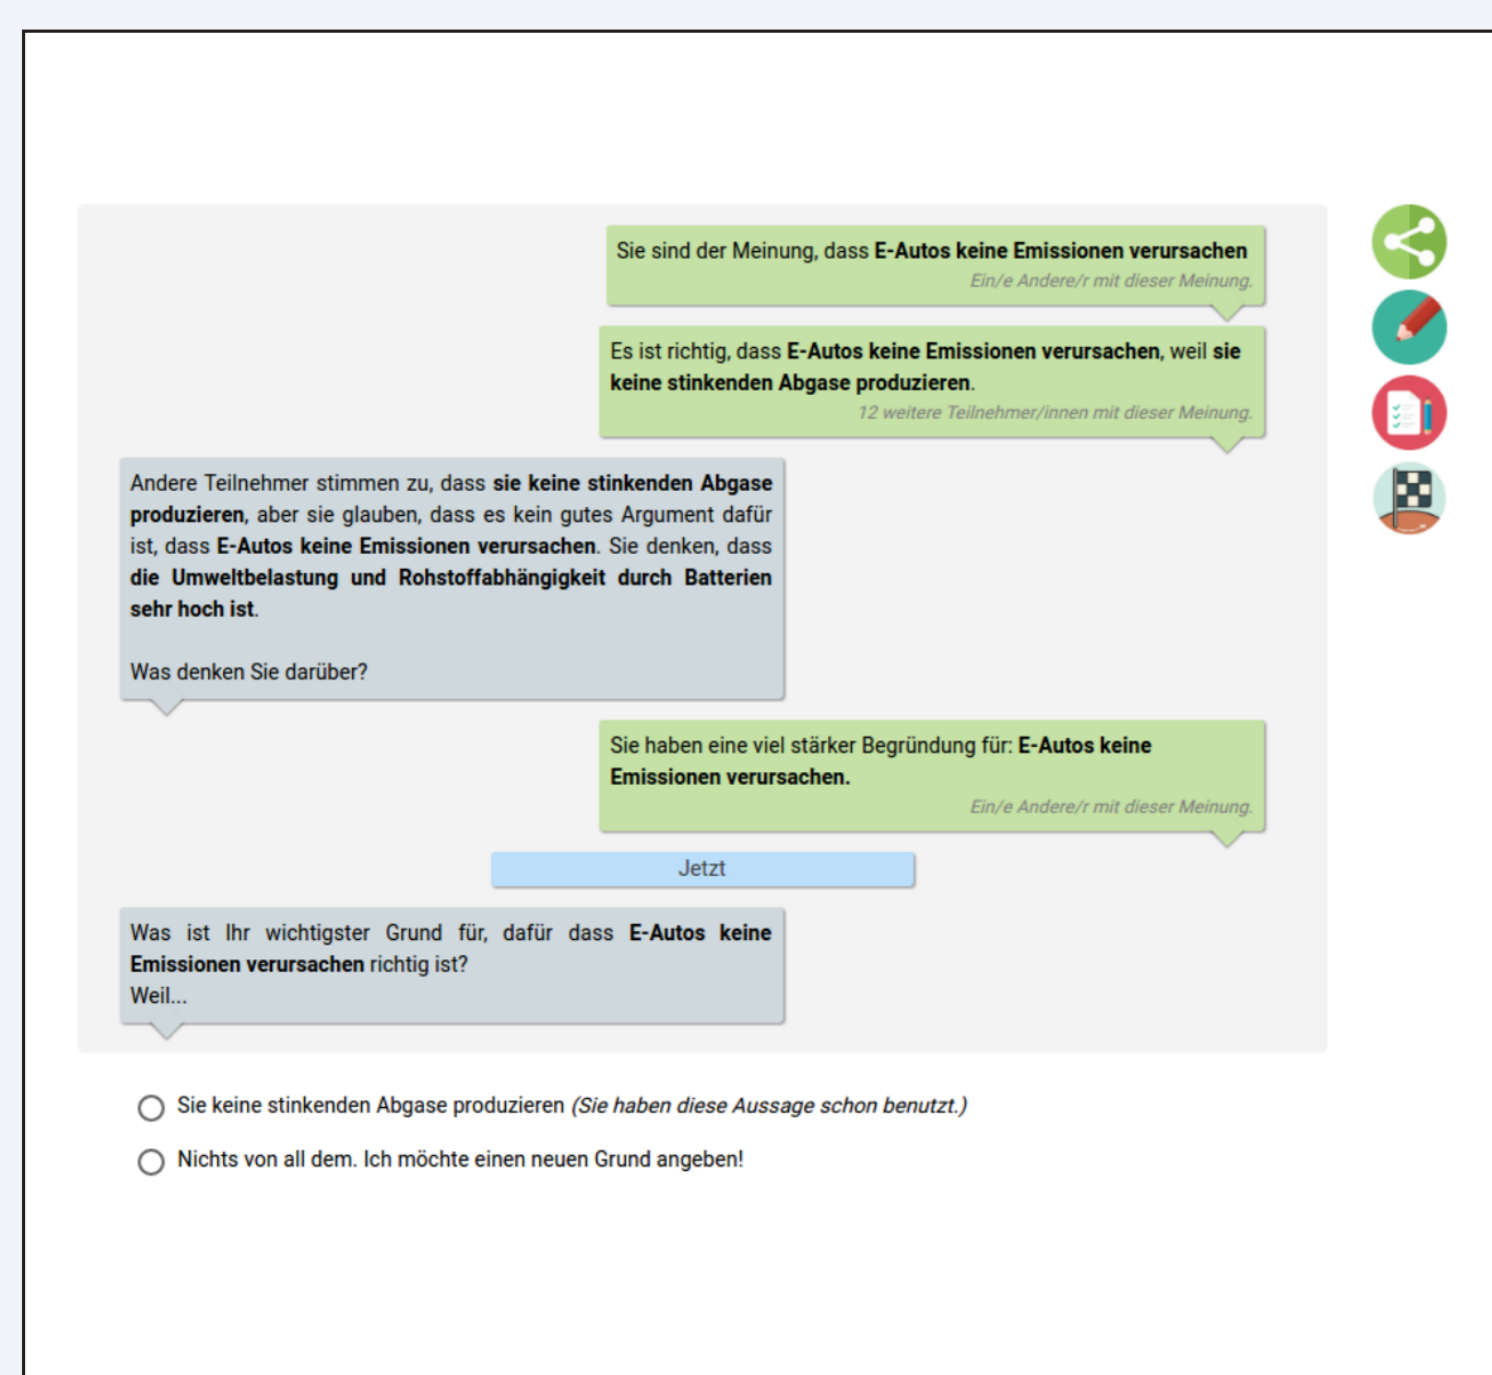 Sie sind der Meinung, dass E-Autos keine Emissionen verursachen
Ein/e Andere/r mit dieser Meinung.
Es ist richtig, dass E-Autos keine Emissionen verursachen, weil sie
keine stinkenden Abgase produzieren.
12 weitere Teilnehmer/innen mit dieser Meinung.
Andere Teilnehmer stimmen zu, dass sie keine stinkenden Abgase
produzieren, aber sie glauben, dass es kein gutes Argument dafür
ist, dass E-Autos keine Emissionen verursachen. Sie denken, dass
die Umweltbelastung und Rohstoffabhängigkeit durch Batterien
sehr hoch ist.
Was denken Sie darüber?
Sie haben eine viel stärker Begründung für: E-Autos keine
Emissionen verursachen.
Ein/e Andere/r mit dieser Meinung.
Jetzt
Was ist Ihr wichtigster Grund für, dafür dass E-Autos keine
Emissionen verursachen richtig ist?
Weil...
Sie keine stinkenden Abgase produzieren (Sie haben diese Aussage schon benutzt.)
Nichts von all dem. Ich möchte einen neuen Grund angeben!